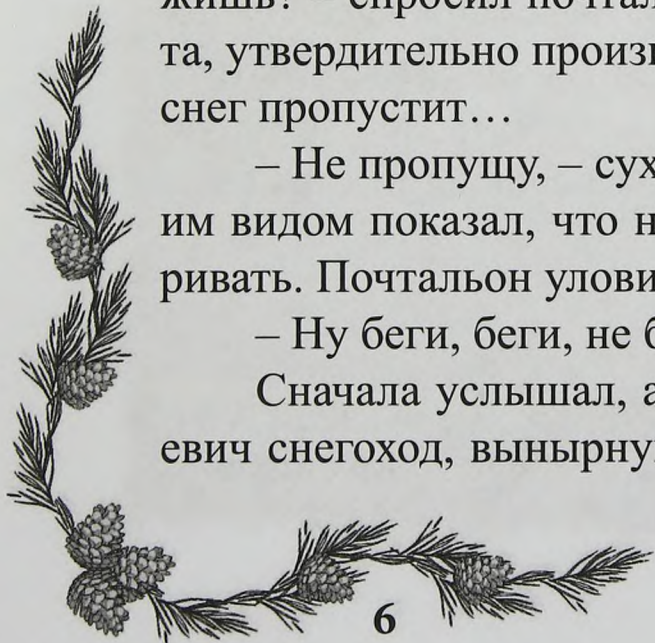 жишь? – спросил почтал
та, утвердительно произ
снег пропустит…
– Не пропущу, – сух
им видом показал, что н
ривать. Почтальон улови
– Ну беги, беги, не б
Сначала услышал, а
евич снегоход, вынырну
6